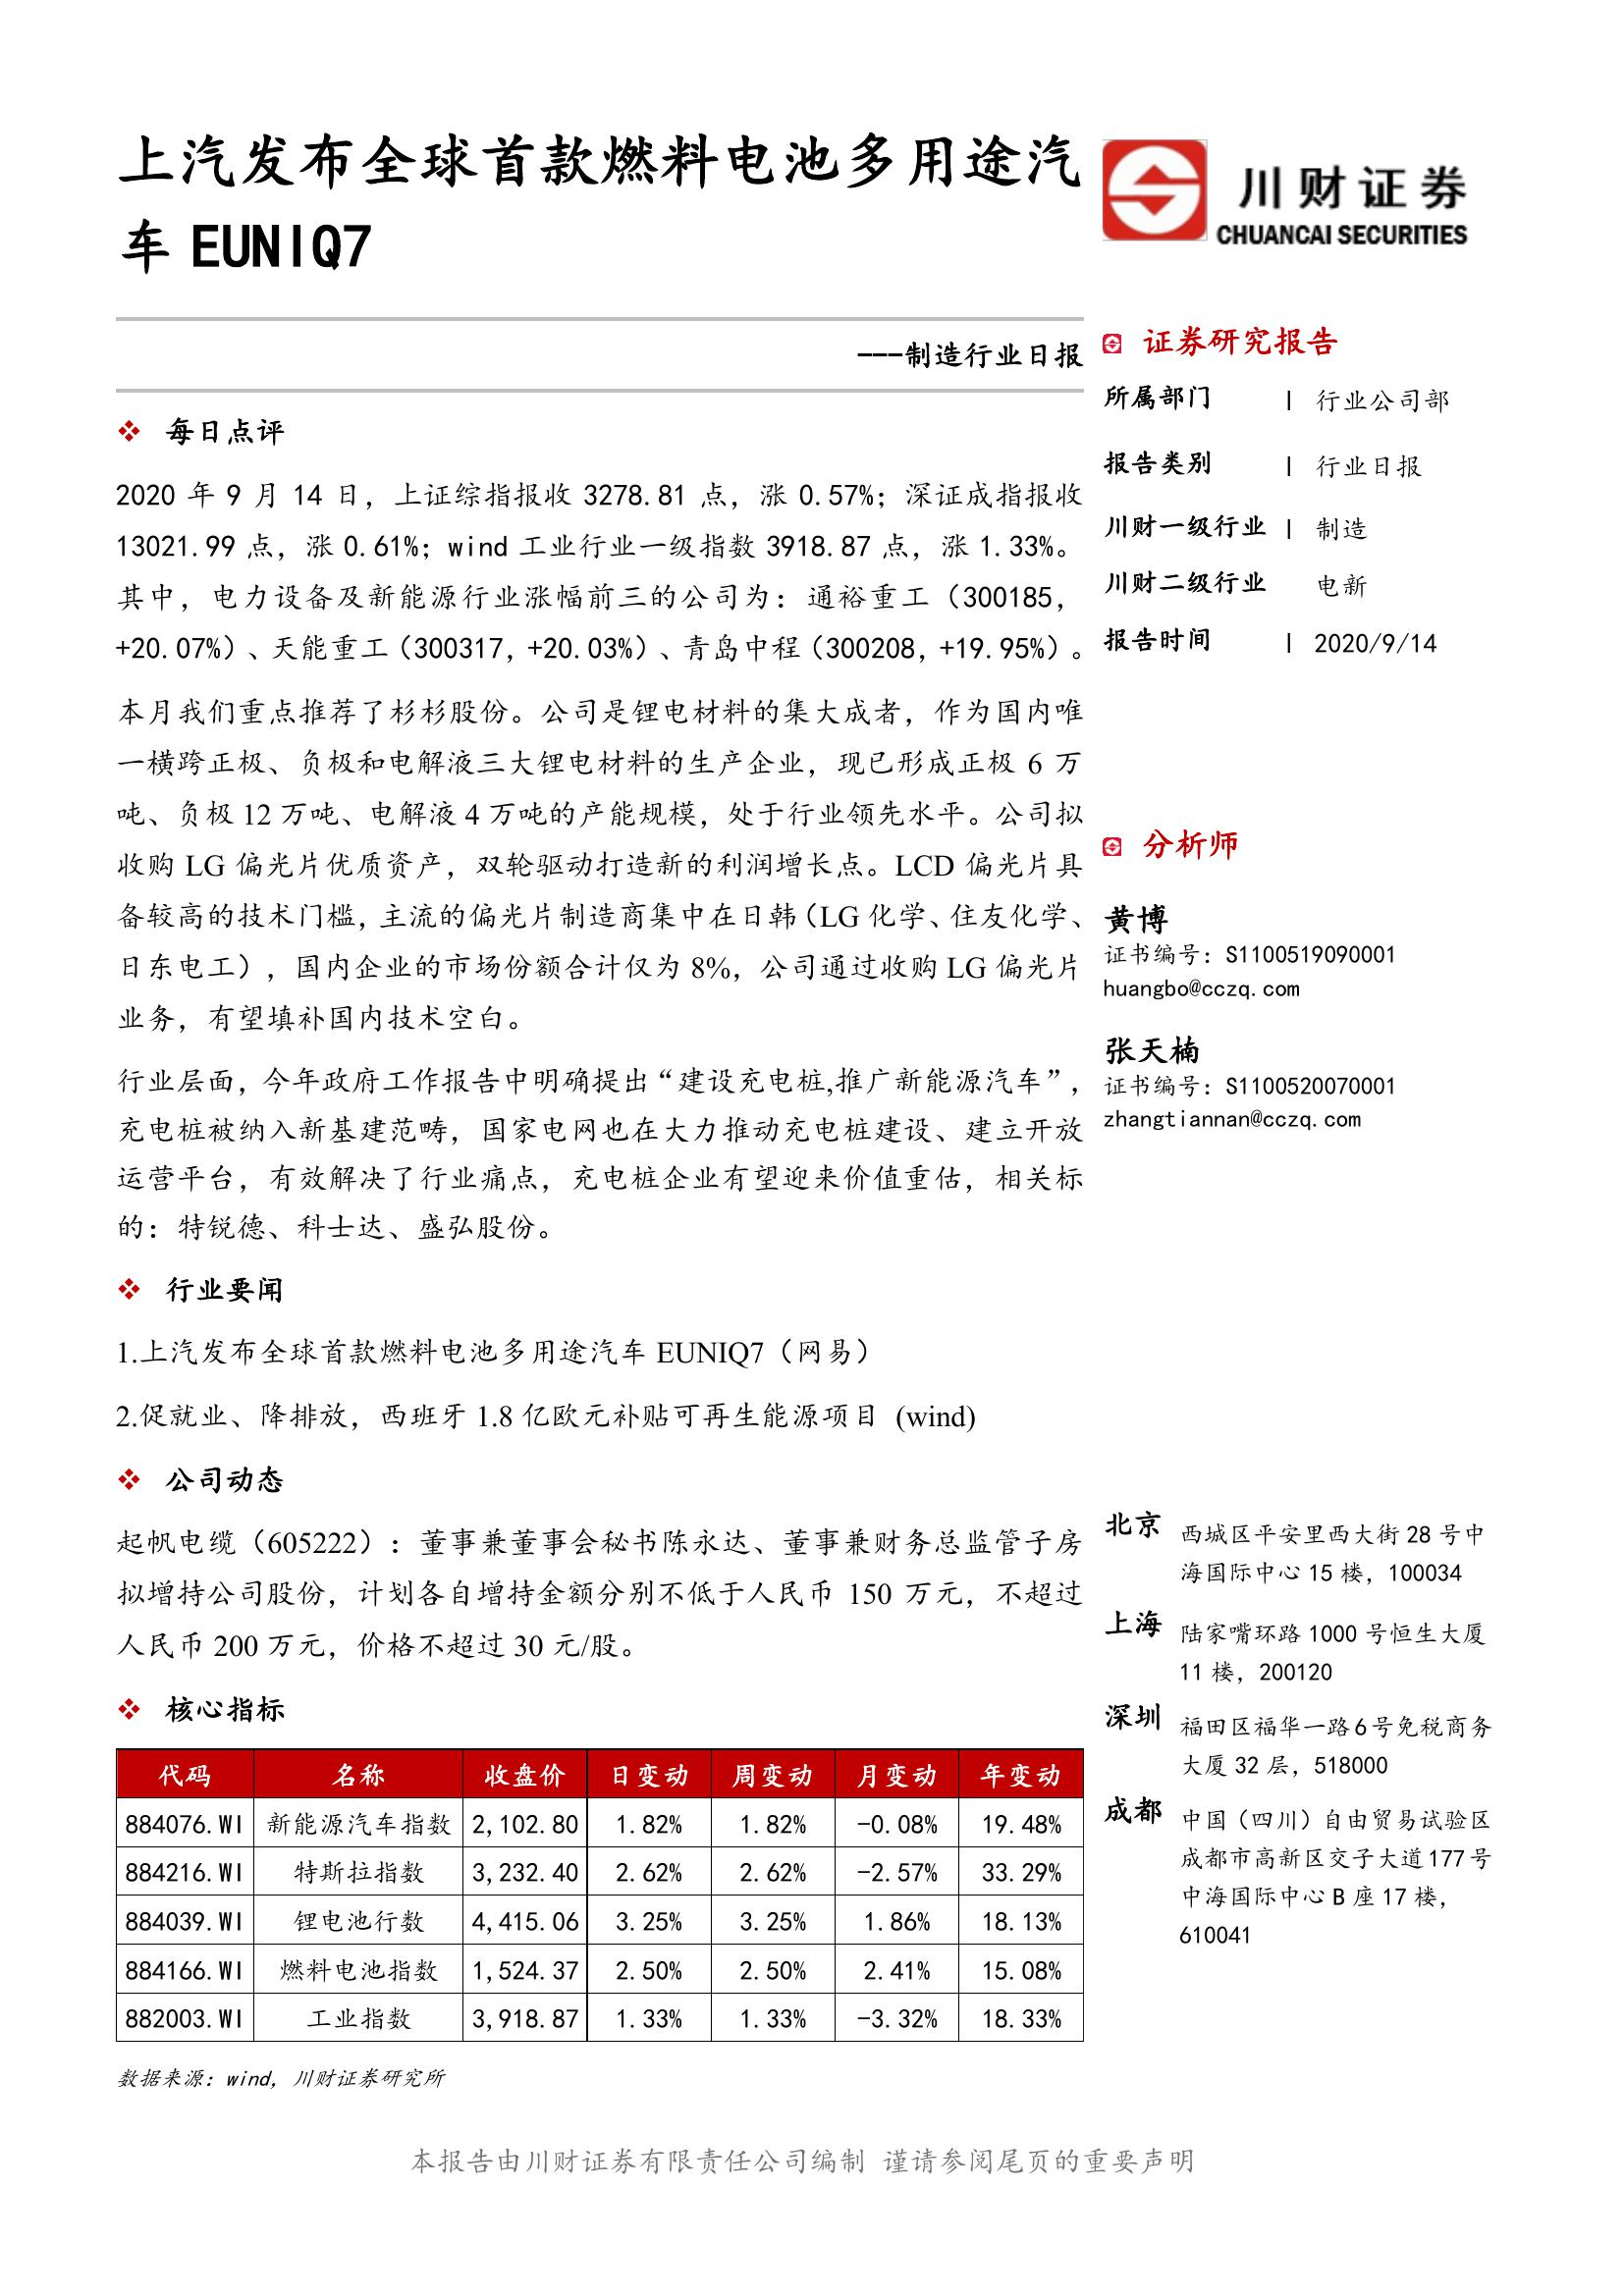 上汽发布全球首款燃料电池多用途汽
车 EUNIQ7
---制造行业日报
每日点评
2020 年 9 月 14 日，上证综指报收 3278.81 点，涨 0.57%；深证成指报收
13021.99 点，涨 0.61%；wind 工业行业一级指数 3918.87 点，涨 1.33%。
其中，电力设备及新能源行业涨幅前三的公司为：通裕重工（300185，
+20.07%）、天能重工（300317，+20.03%）、青岛中程（300208，+19.95%）。
本月我们重点推荐了杉杉股份。公司是锂电材料的集大成者，作为国内唯
一横跨正极、负极和电解液三大锂电材料的生产企业，现已形成正极 6 万
吨、负极 12 万吨、电解液 4 万吨的产能规模，处于行业领先水平。公司拟
收购 LG 偏光片优质资产，双轮驱动打造新的利润增长点。LCD 偏光片具
备较高的技术门槛，主流的偏光片制造商集中在日韩（LG 化学、住友化学、
日东电工），国内企业的市场份额合计仅为 8%，公司通过收购 LG 偏光片
业务，有望填补国内技术空白。
行业层面，今年政府工作报告中明确提出“建设充电桩,推广新能源汽车”，
充电桩被纳入新基建范畴，国家电网也在大力推动充电桩建设、建立开放
运营平台，有效解决了行业痛点，充电桩企业有望迎来价值重估，相关标
的：特锐德、科士达、盛弘股份。
行业要闻
1.上汽发布全球首款燃料电池多用途汽车 EUNIQ7（网易）
2.促就业、降排放，西班牙 1.8 亿欧元补贴可再生能源项目 (wind)
公司动态
起帆电缆（605222）：董事兼董事会秘书陈永达、董事兼财务总监管子房
拟增持公司股份，计划各自增持金额分别不低于人民币 150 万元，不超过
人民币 200 万元，价格不超过 30 元/股。
核心指标
代码 名称 收盘价 日变动 周变动 月变动 年变动
884076.WI 新能源汽车指数 2,102.80 1.82% 1.82% -0.08% 19.48%
884216.WI 特斯拉指数 3,232.40 2.62% 2.62% -2.57% 33.29%
884039.WI 锂电池行数 4,415.06 3.25% 3.25% 1.86% 18.13%
884166.WI 燃料电池指数 1,524.37 2.50% 2.50% 2.41% 15.08%
882003.WI 工业指数 3,918.87 1.33% 1.33% -3.32% 18.33%
数据来源：wind，川财证券研究所
川财证券
CHUANCAI SECURITIES
证券研究报告
所属部门 | 行业公司部
报告类别 | 行业日报
川财一级行业 | 制造
川财二级行业 电新
报告时间 | 2020/9/14
分析师
黄博
证书编号：S1100519090001
huangbo@cczq.com
张天楠
证书编号：S1100520070001
zhangtiannan@cczq.com
北京 西城区平安里西大街 28 号中
海国际中心 15 楼，100034
上海 陆家嘴环路 1000 号恒生大厦
11 楼，200120
深圳 福田区福华一路 6 号免税商务
大厦 32 层，518000
成都 中国（四川）自由贸易试验区
成都市高新区交子大道 177 号
中海国际中心 B 座 17 楼，
610041
本报告由川财证券有限责任公司编制 谨请参阅尾页的重要声明